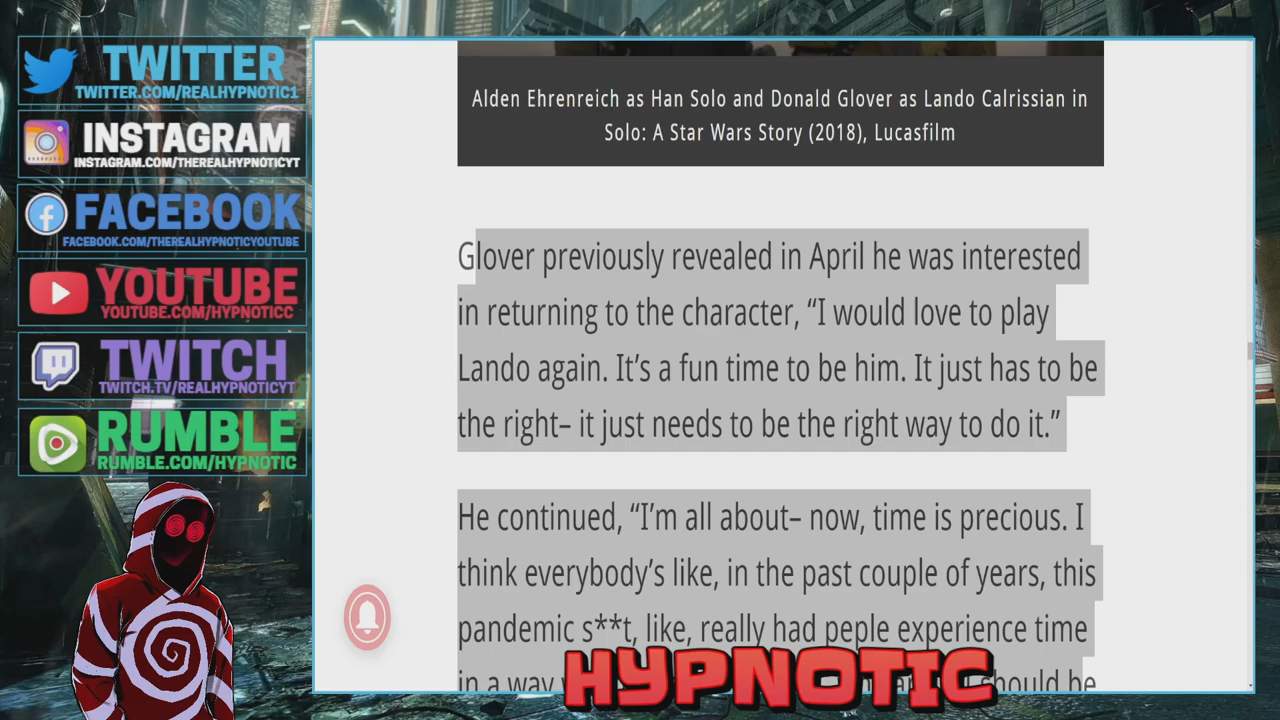 TWITTER
TWITTER.COM/REALHYPNOTIC1
INSTAGRAM
INSTAGRAM.COM/THEREALHYPNOTICYT
FACEBOOK
FACEBOOK.COM/THEREALHYPNOTICYOUTUBE
YOUTUBE
YOUTUBE.COM/HYPNOTICC
TWITCH
TWITCH.TV/REALHYPNOTICYT
RUMBLE
RUMBLE.COM/HYPNOTIC
Alden Ehrenreich as Han Solo and Donald Glover as Lando Calrissian in
Solo: A Star Wars Story (2018), Lucasfilm
Glover previously revealed in April he was interested
in returning to the character, “I would love to play
Lando again. It’s a fun time to be him. It just has to be
the right– it just needs to be the right way to do it.”
He continued, “I’m all about– now, time is precious. I
think everybody’s like, in the past couple of years, this
pandemic s**t, like, really had peple experience time
in a way should be
HYPNOTIC